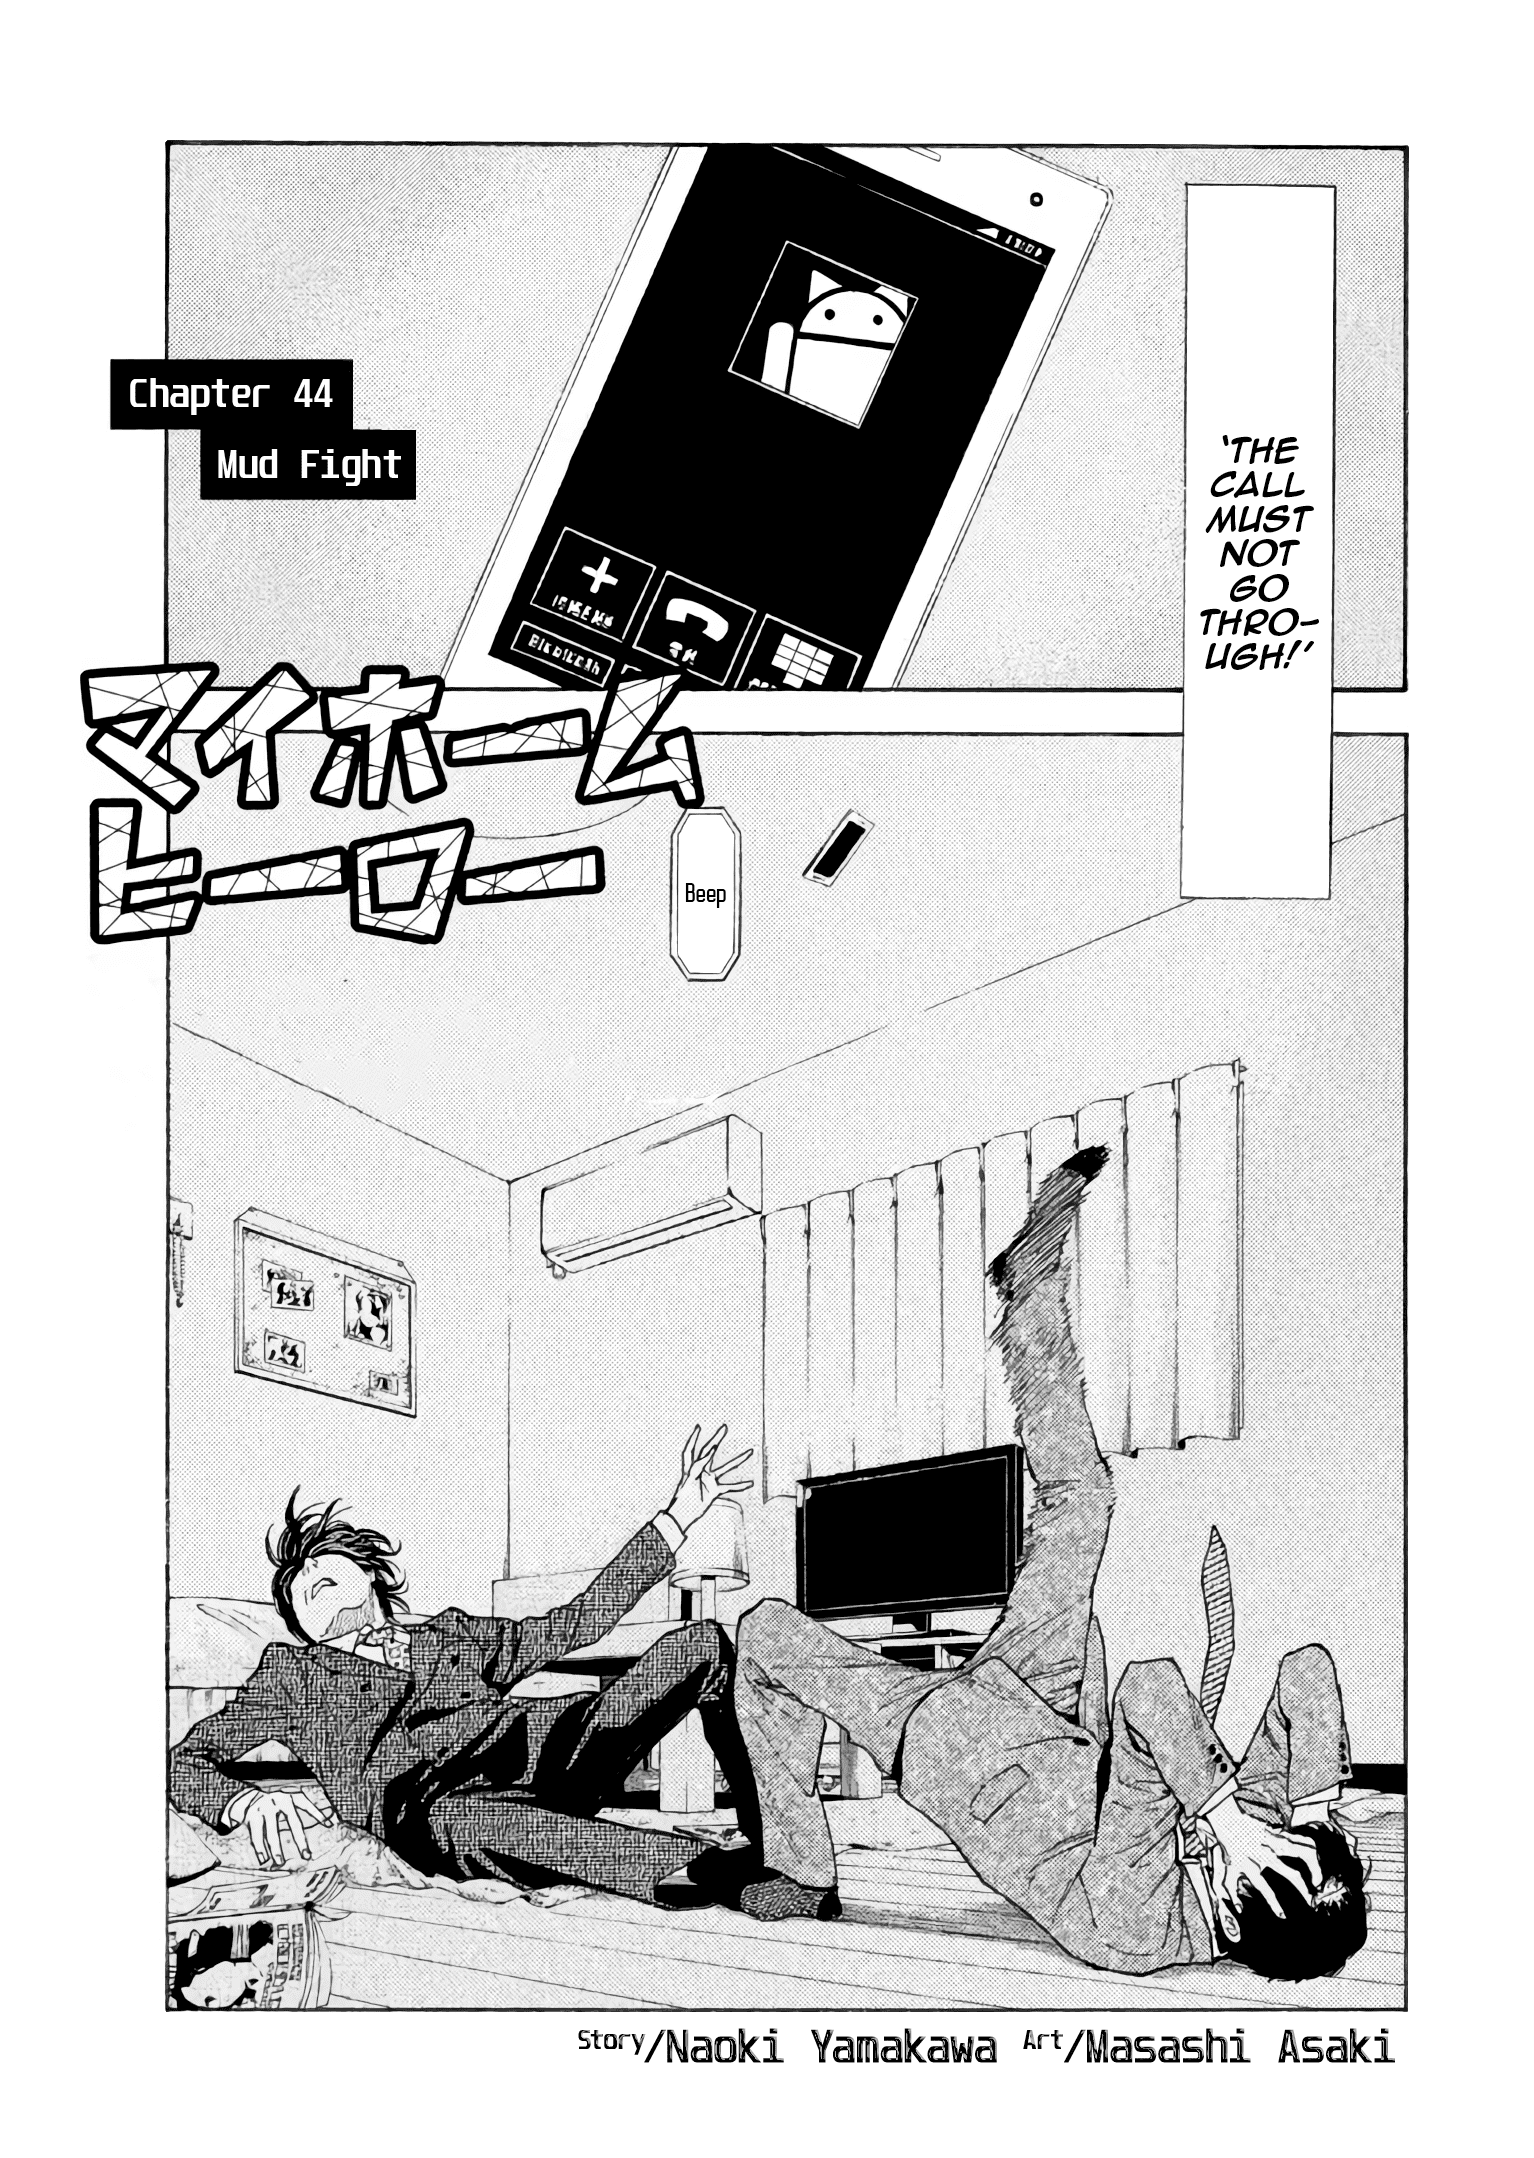 'THE
CALL
MUST
NOT
GO
THRO-
UGH!'
Chapter 44
Mud Fight
マイホーム
ヒーロー
Beep
Story/Naoki Yamakawa Art/Masashi Asaki